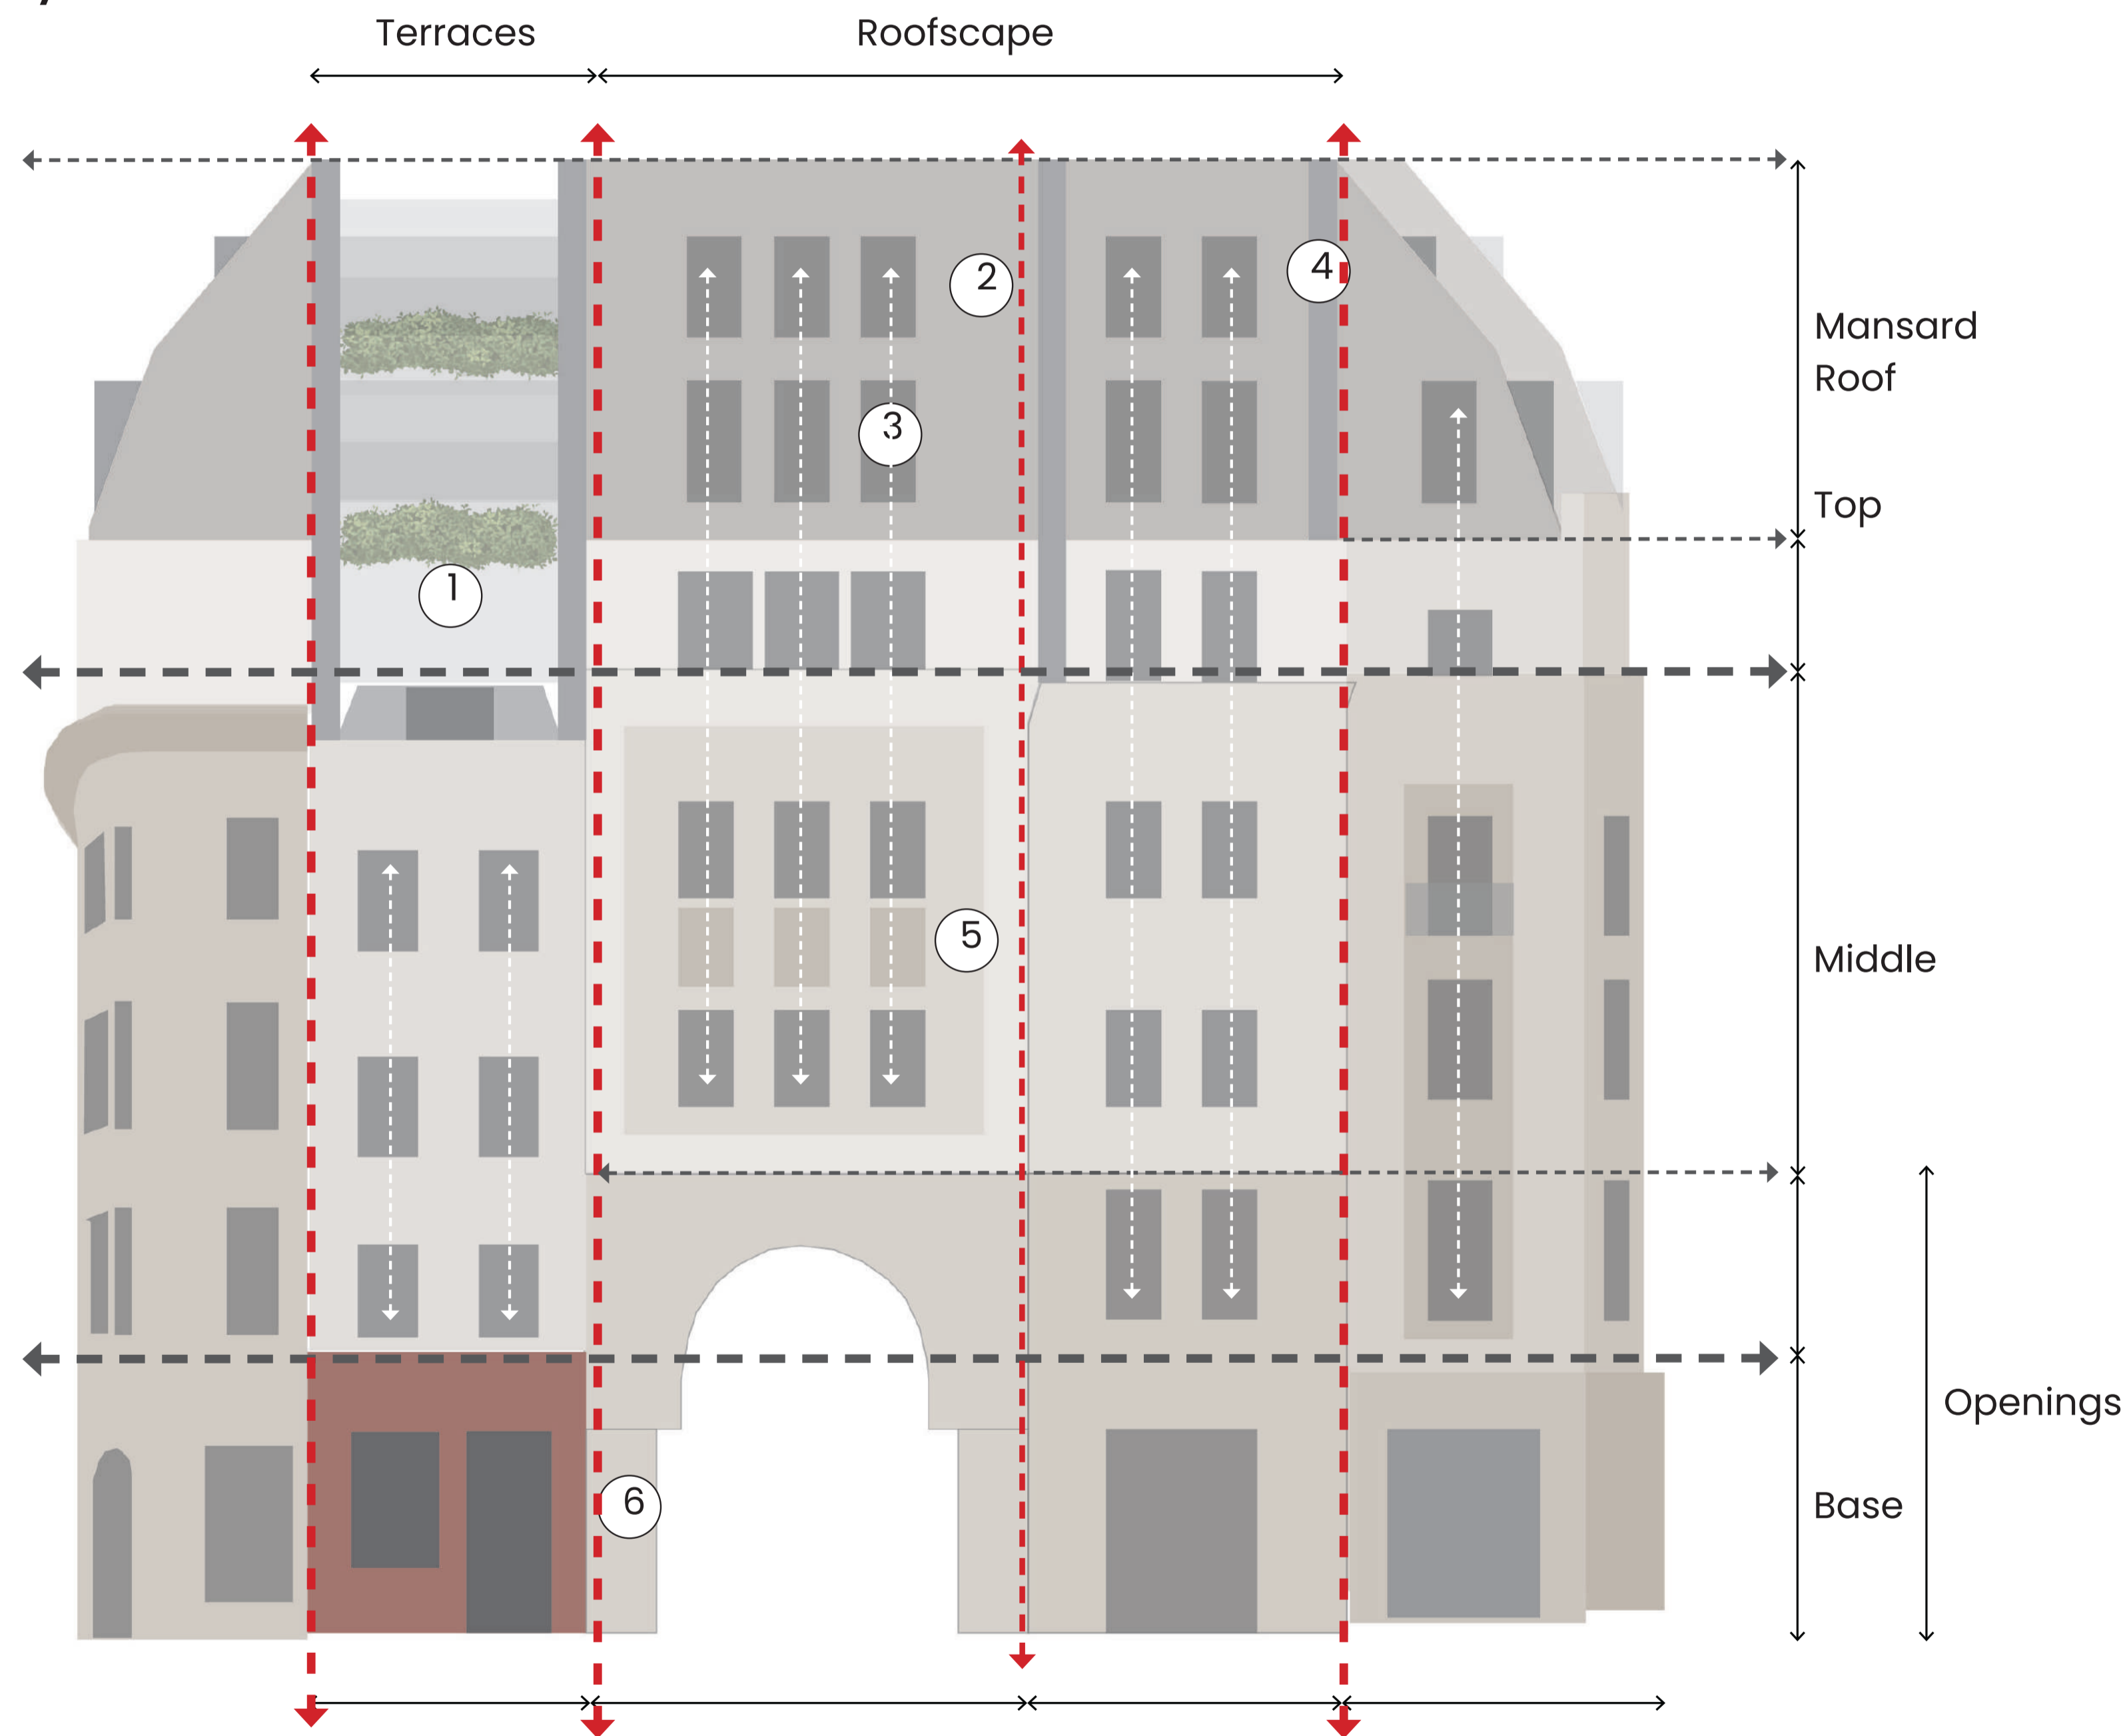 Terraces
Roofscape
2
4
Mansard
Roof
3
Top
1
5
Middle
Openings
6
Base